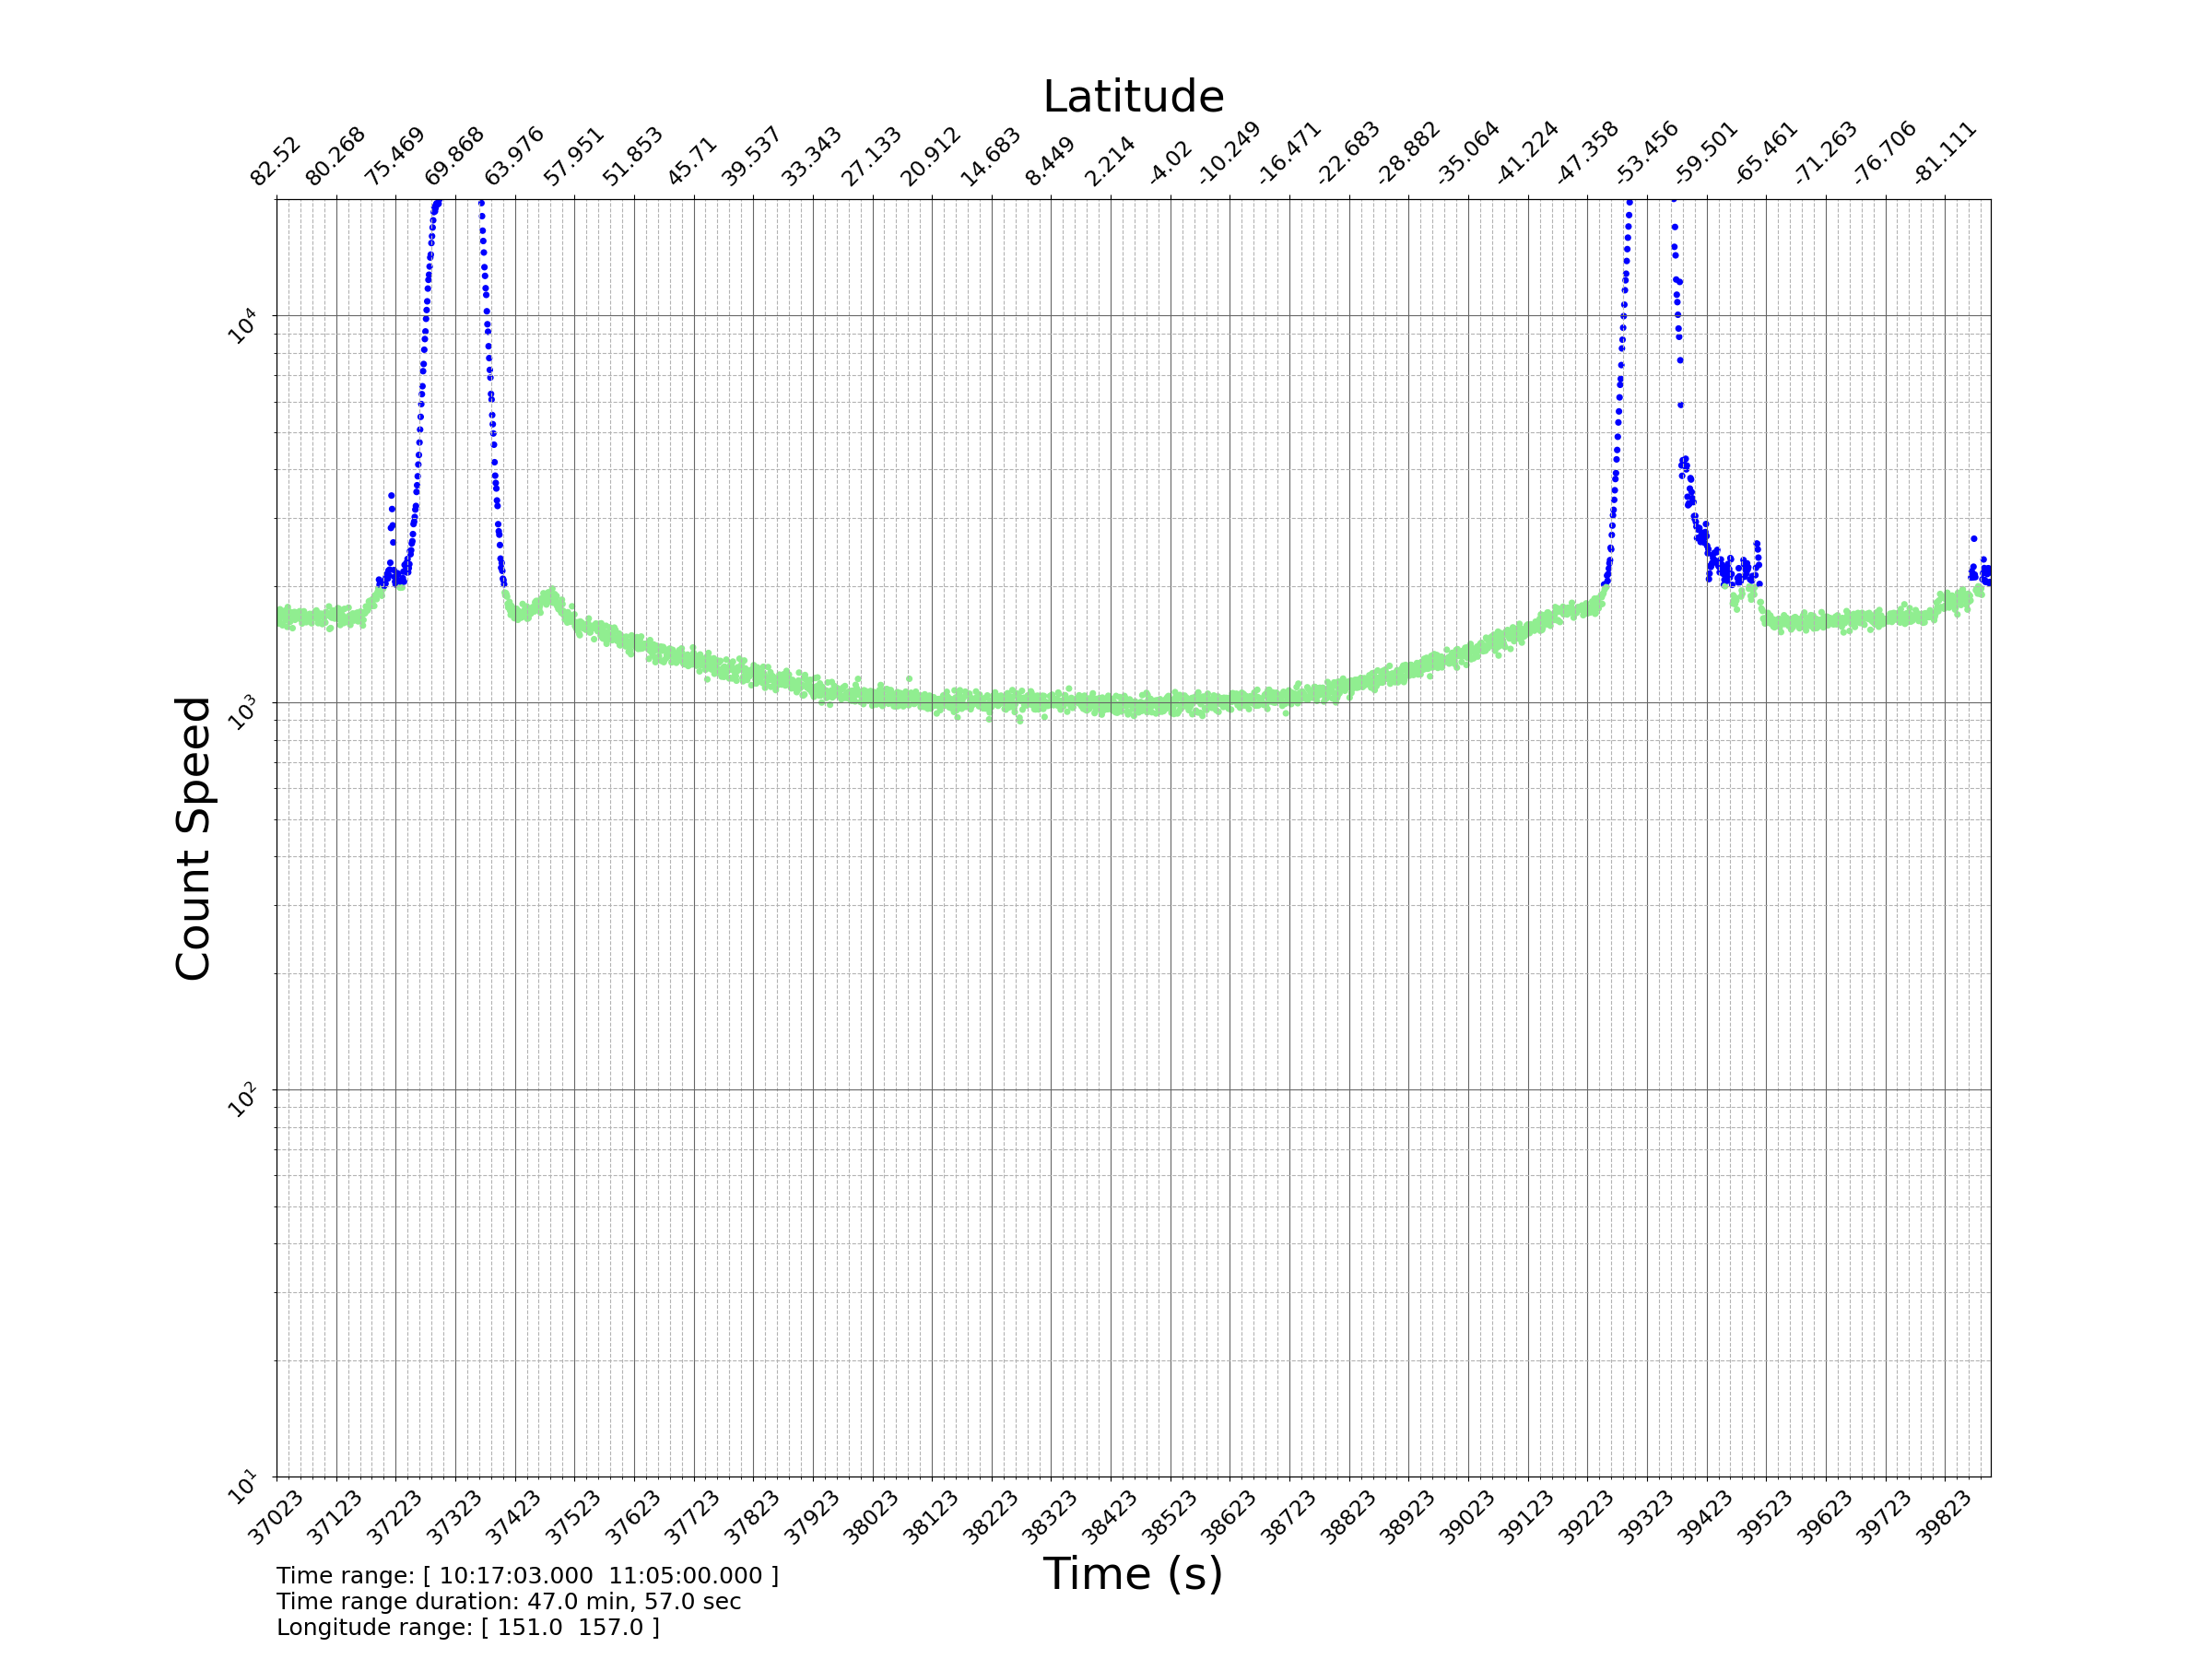 Latitude
82.52 80.268 75.469 69.868 63.976 57.951 51.853 45.71 39.537 33.343 27.133 20.912 14.683 8.449 2.214 -4.02 -10.249 -16.471 -22.683 -28.882 -35.064 -41.224 -47.358 -53.456 -59.501 -65.461 -71.263 -76.706 -81.111
10⁴
10³
10²
10¹
Count Speed
37023 37123 37223 37323 37423 37523 37623 37723 37823 37923 38023 38123 38223 38323 38423 38523 38623 38723 38823 38923 39023 39123 39223 39323 39423 39523 39623 39723 39823
Time (s)
Time range: [ 10:17:03.000 11:05:00.000 ]
Time range duration: 47.0 min, 57.0 sec
Longitude range: [ 151.0 157.0 ]